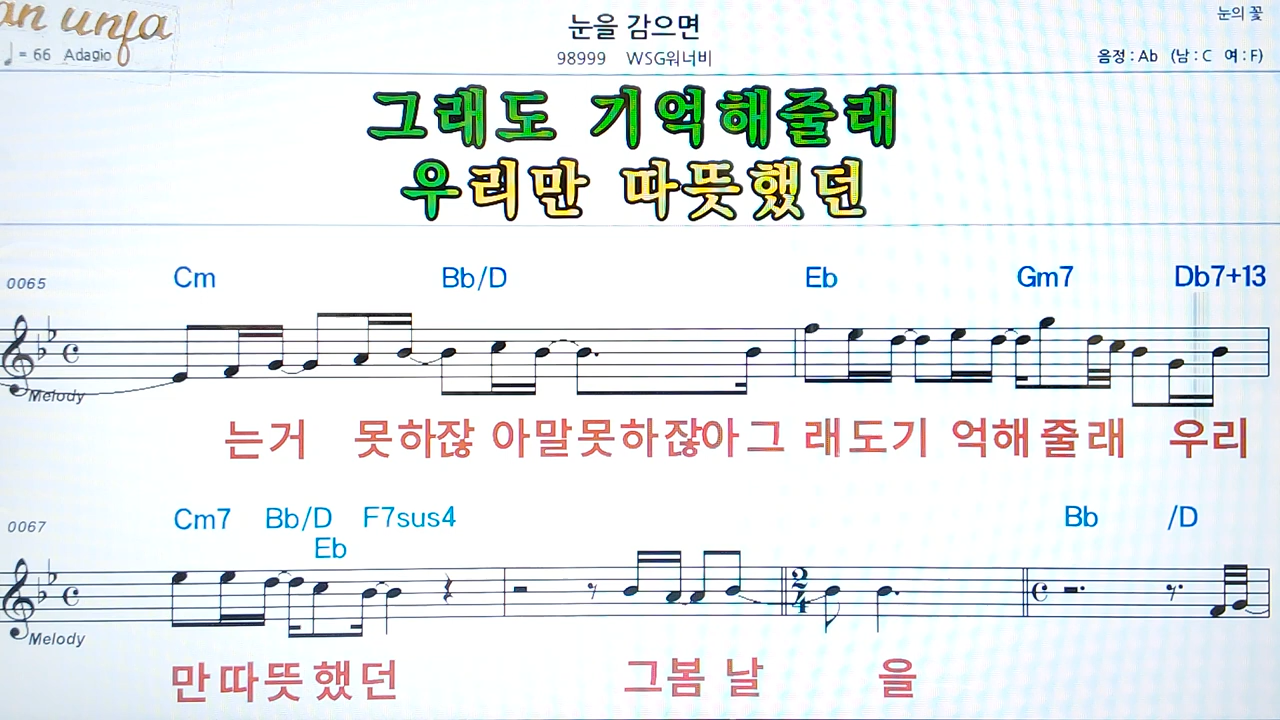 눈을 감으면
눈의 꽃
♩= 66 Adagio
98999 WSG워너비
음정 : Ab (남 : C 여 : F)
그래도 기억해줄래
우리만 따뜻했던
0065
Cm Bb/D Eb Gm7 Db7+13
Melody
는거 못하잖 아말못하잖아그 래도기 억해줄래 우리
0067
Cm7 Bb/D F7sus4 Bb /D
Eb
Melody
만따뜻했던 그봄 날 을